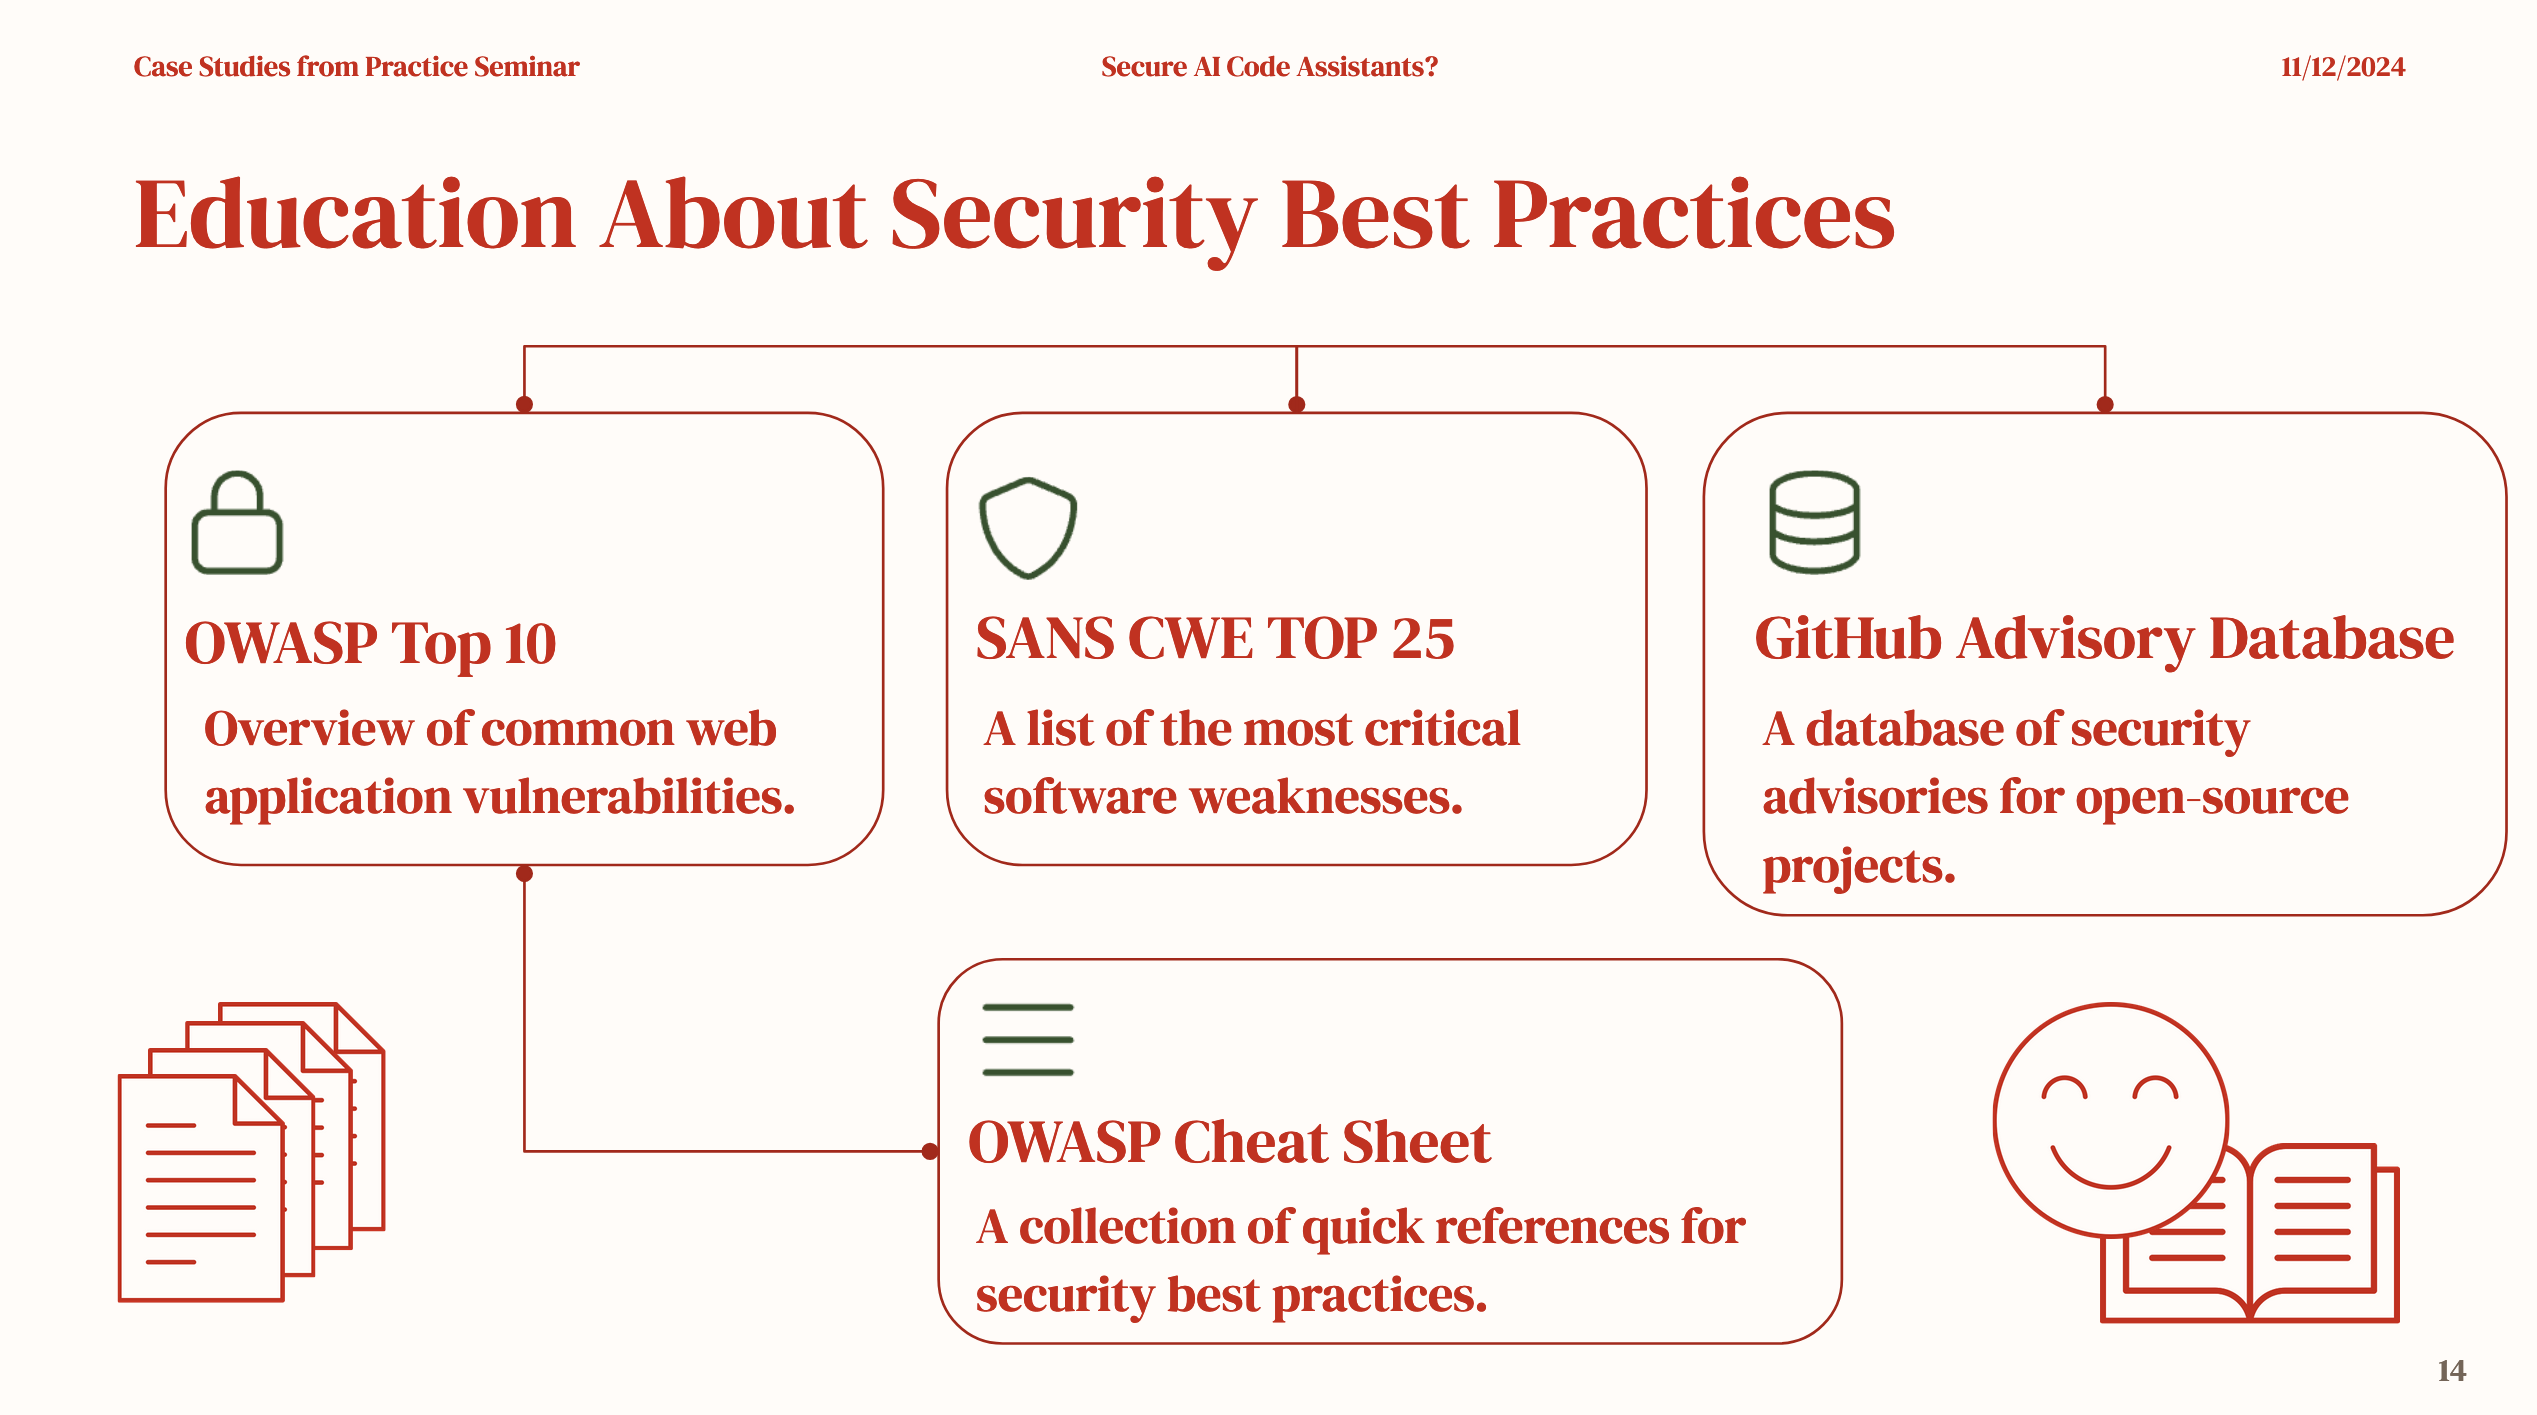 Case Studies from Practice Seminar
Secure AI Code Assistants?
11/12/2024
Education About Security Best Practices
OWASP Top 10
Overview of common web
application vulnerabilities.
SANS CWE TOP 25
A list of the most critical
software weaknesses.
GitHub Advisory Database
A database of security
advisories for open-source
projects.
OWASP Cheat Sheet
A collection of quick references for
security best practices.
14